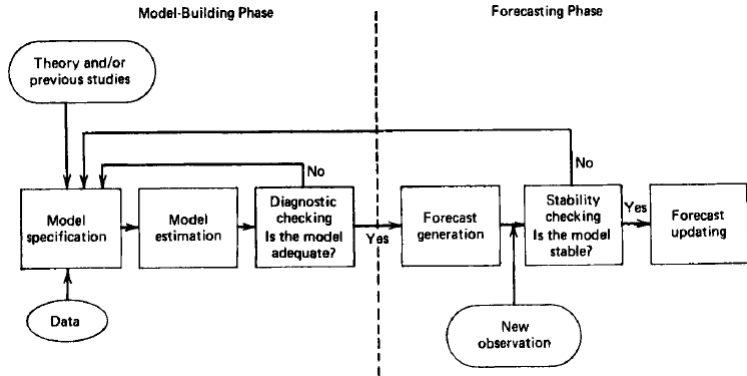 Model-Building Phase
Forecasting Phase
Theory and/or
previous studies
No
No
Model
specification
Model
estimation
Diagnostic
checking
Is the model
adequate?
Yes
Forecast
generation
Stability
checking
Is the model
stable?
Yes
Forecast
updating
Data
New
observation